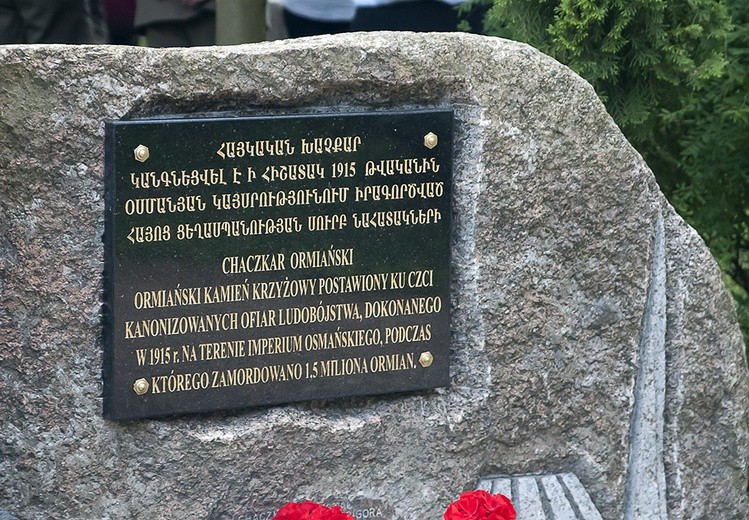 ՀԱՅԿԱԿԱՆ ԽԱՉՔԱՐ
ԿԱՆԳՆԵՑՎԵԼ Է Ի ՀԻՇԱՏԱԿ 1915 ԹՎԱԿԱՆԻՆ
ՕՍՄԱՆՅԱՆ ԿԱՅՍՐՈՒԹՅՈՒՆՈՒՄ ԻՐԱԳՈՐԾՎԱԾ
ՀԱՅՈՑ ՑԵՂԱՍՊԱՆՈՒԹՅԱՆ ՍՈՒՐԲ ՆԱՀԱՏԱԿՆԵՐԻ
CHACZKAR ORMIAŃSKI
ORMIAŃSKI KAMIEŃ KRZYŻOWY POSTAWIONY KU CZCI
KANONIZOWANYCH OFIAR LUDOBÓJSTWA, DOKONANEGO
W 1915 r. NA TERENIE IMPERIUM OSMAŃSKIEGO, PODCZAS
KTÓREGO ZAMORDOWANO 1.5 MILIONA ORMIAN.